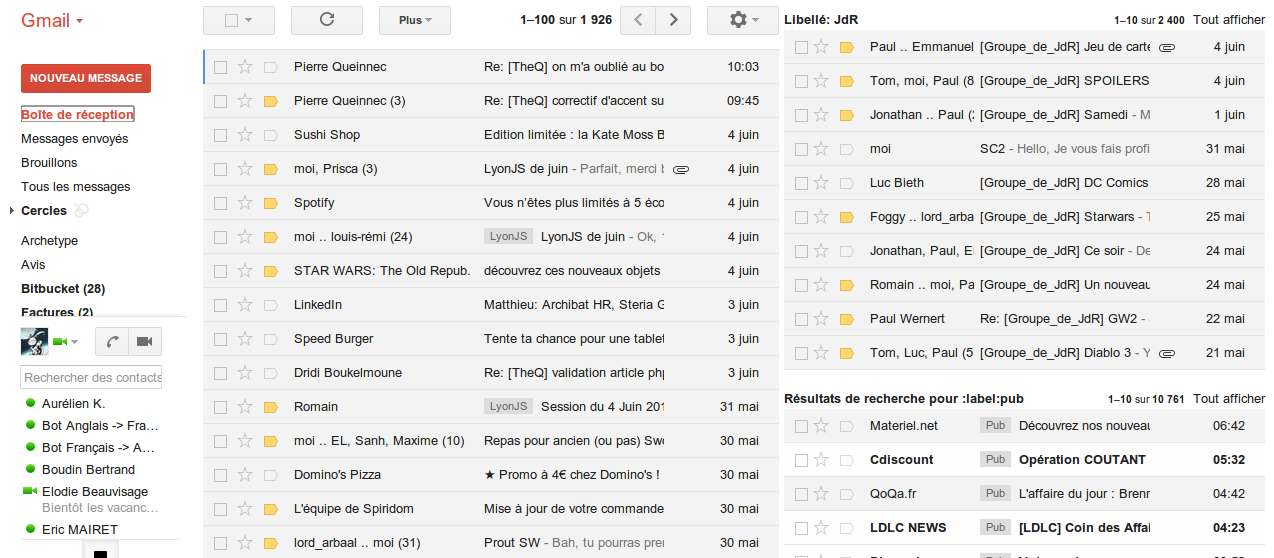 Gmail
NOUVEAU MESSAGE
Boîte de réception
Messages envoyés
Brouillons
Tous les messages
Cercles
Archetype
Avis
Bitbucket (28)
Factures (2)
Rechercher des contacts
Aurélien K.
Bot Anglais -> Fra…
Bot Français -> A…
Boudin Bertrand
Elodie Beauvisage
Bientôt les vacanc…
Eric MAIRET
Plus 1–100 sur 1 926
Pierre Queinnec Re: [TheQ] on m'a oublié au bo 10:03
Pierre Queinnec (3) Re: [TheQ] correctif d'accent su 09:45
Sushi Shop Edition limitée : la Kate Moss B 4 juin
moi, Prisca (3) LyonJS de juin - Parfait, merci b 4 juin
Spotify Vous n'êtes plus limités à 5 éco 4 juin
moi .. louis-rémi (24) LyonJS LyonJS de juin - Ok, 4 juin
STAR WARS: The Old Repub. découvrez ces nouveaux objets 4 juin
LinkedIn Matthieu: Archibat HR, Steria G 3 juin
Speed Burger Tente ta chance pour une tablet 3 juin
Dridi Boukelmoune Re: [TheQ] validation article php 3 juin
Romain LyonJS Session du 4 Juin 201 31 mai
moi .. EL, Sanh, Maxime (10) Repas pour ancien (ou pas) Swo 30 mai
Domino's Pizza ★ Promo à 4€ chez Domino's ! 30 mai
L'équipe de Spiridom Mise à jour de votre commande 30 mai
lord_arbaal .. moi (31) Prout SW - Bah, tu pourras prer 30 mai
Libellé: JdR 1–10 sur 2 400 Tout afficher
Paul .. Emmanuel [Groupe_de_JdR] Jeu de carte 4 juin
Tom, moi, Paul (8 [Groupe_de_JdR] SPOILERS 4 juin
Jonathan .. Paul (2 [Groupe_de_JdR] Samedi - M 1 juin
moi SC2 - Hello, Je vous fais profi 31 mai
Luc Bieth [Groupe_de_JdR] DC Comics 28 mai
Foggy .. lord_arba [Groupe_de_JdR] Starwars - T 25 mai
Jonathan, Paul, E [Groupe_de_JdR] Ce soir - De 24 mai
Romain .. moi, Pa [Groupe_de_JdR] Un nouveau 24 mai
Paul Wernert Re: [Groupe_de_JdR] GW2 - 22 mai
Tom, Luc, Paul (5 [Groupe_de_JdR] Diablo 3 - Y 21 mai
Résultats de recherche pour :label:pub 1–10 sur 10 761 Tout afficher
Materiel.net Pub Découvrez nos nouveau 06:42
Cdiscount Pub Opération COUTANT 05:32
QoQa.fr Pub L'affaire du jour : Brenn 04:42
LDLC NEWS Pub [LDLC] Coin des Affai 04:23